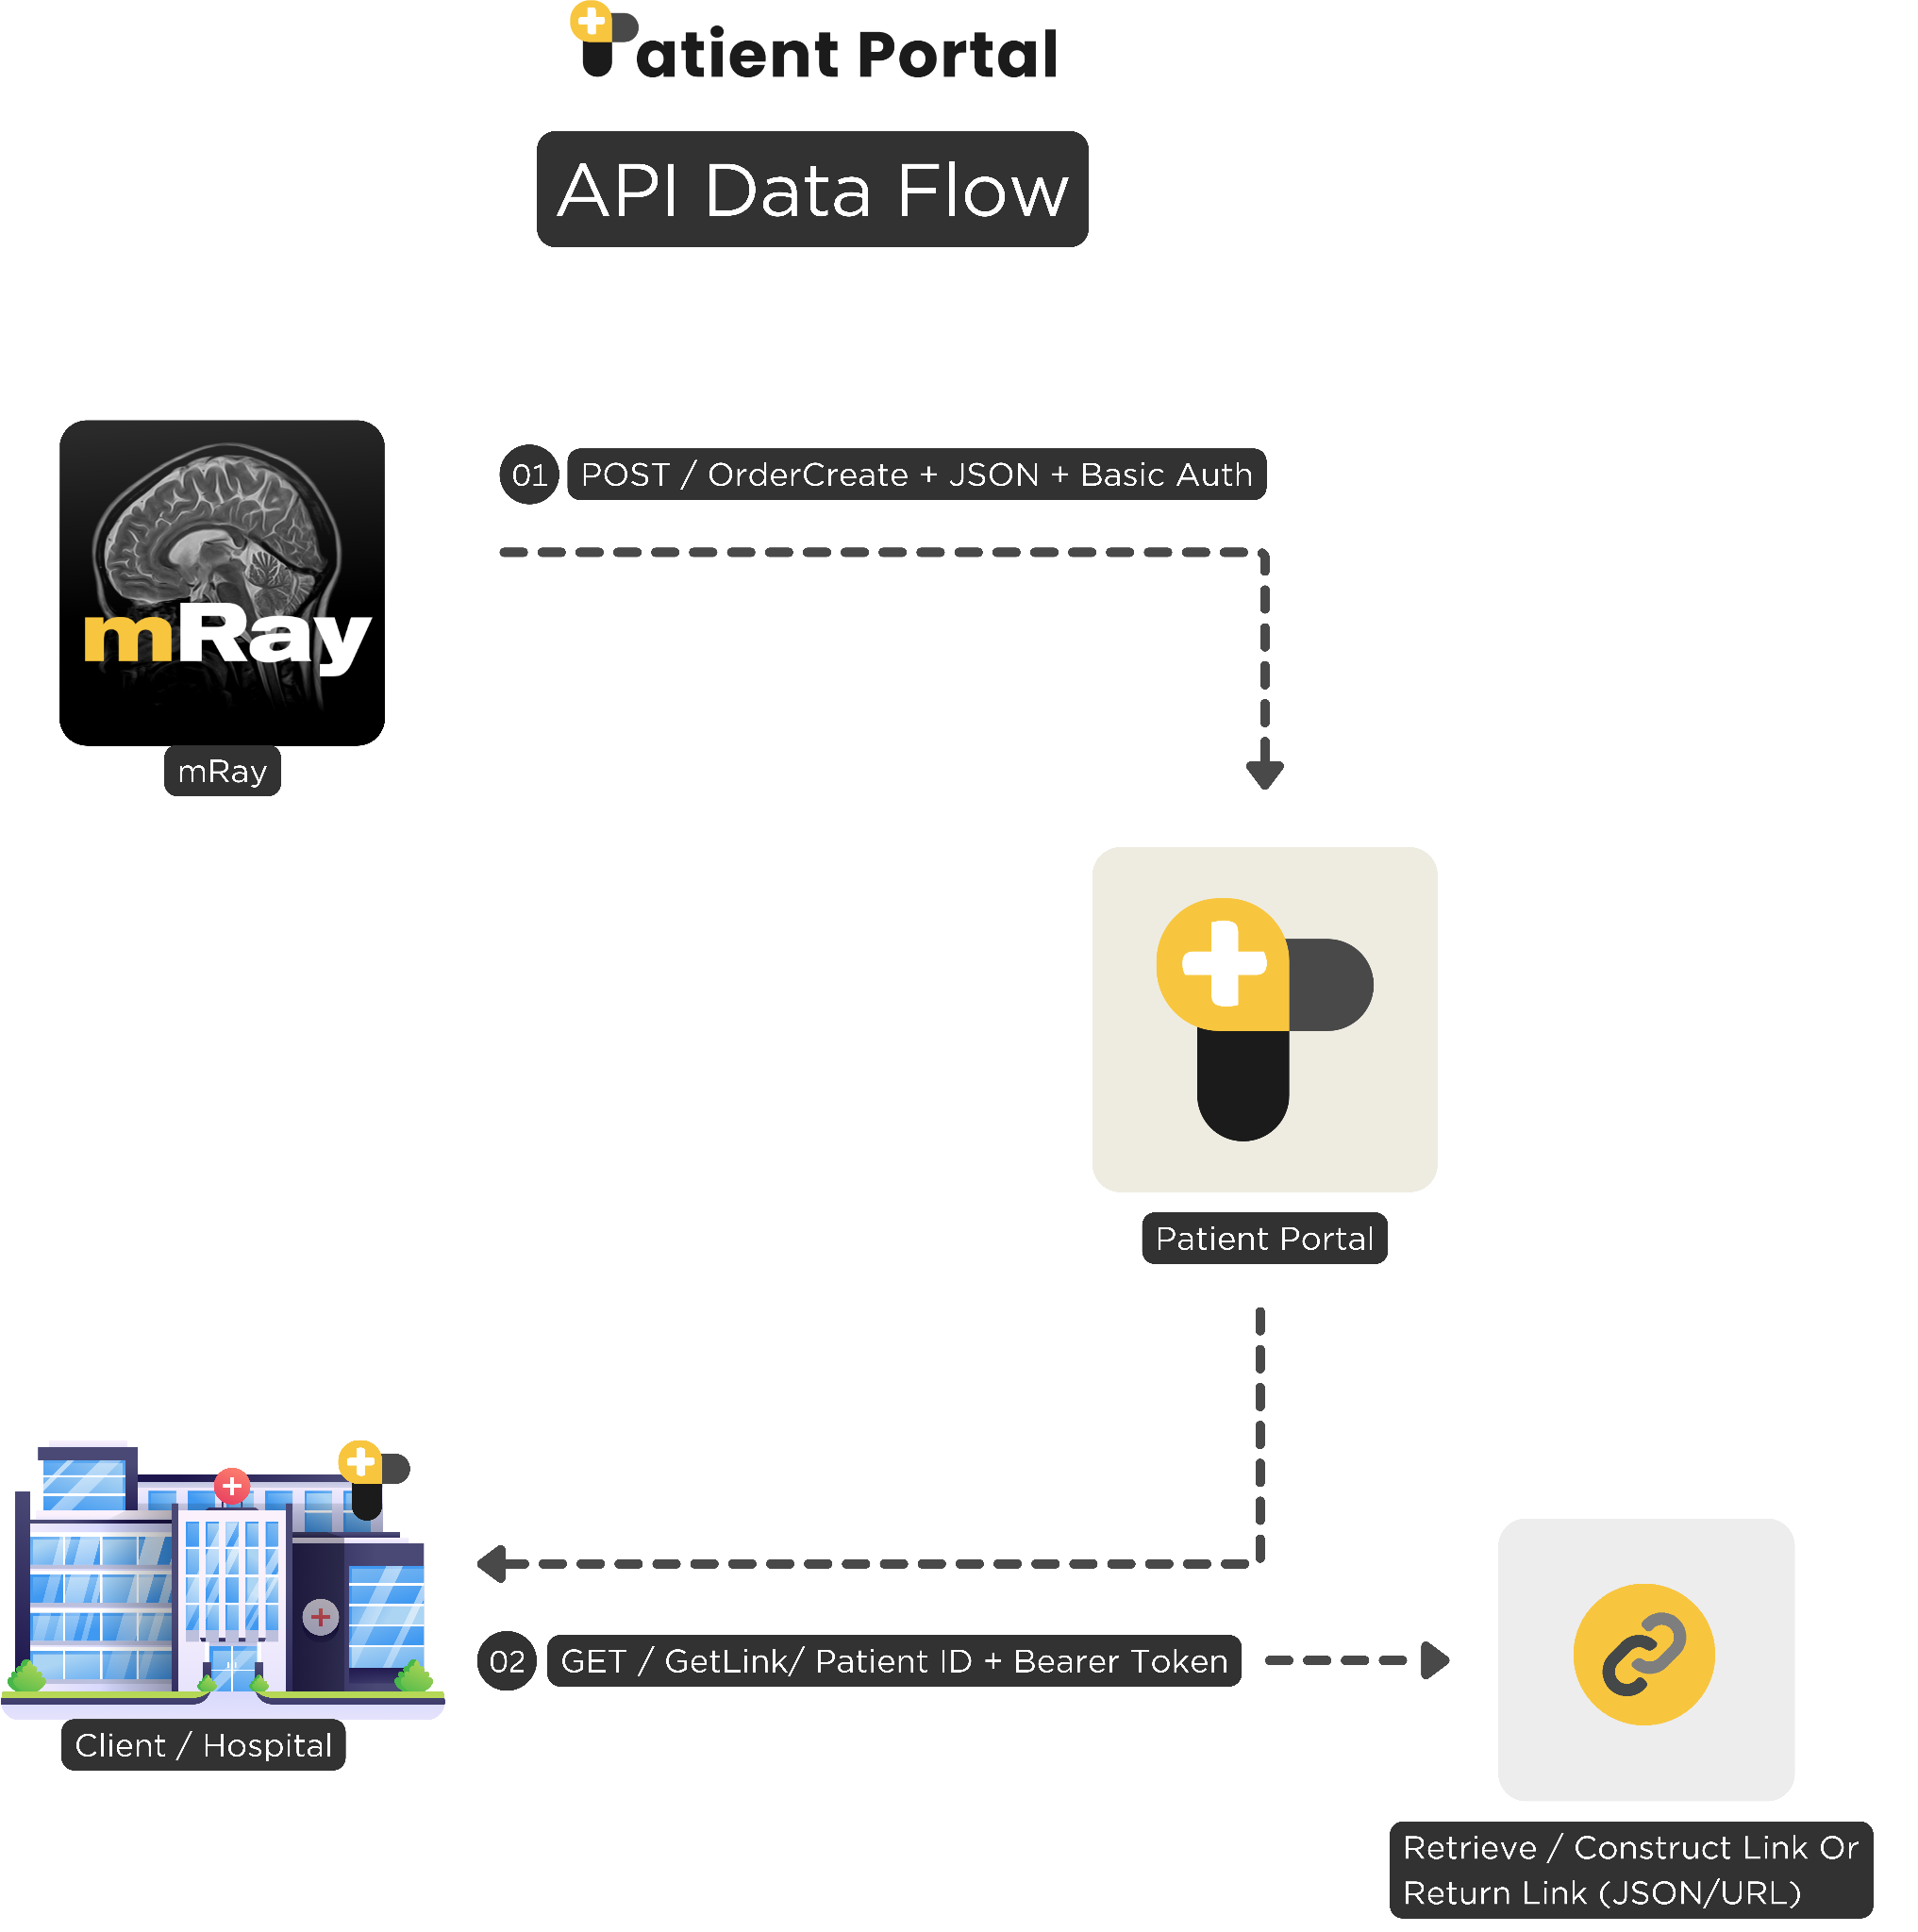 Patient Portal
API Data Flow
01 POST / OrderCreate + JSON + Basic Auth
mRay
mRay
Patient Portal
02 GET / GetLink/ Patient ID + Bearer Token
Client / Hospital
Retrieve / Construct Link Or
Return Link (JSON/URL)